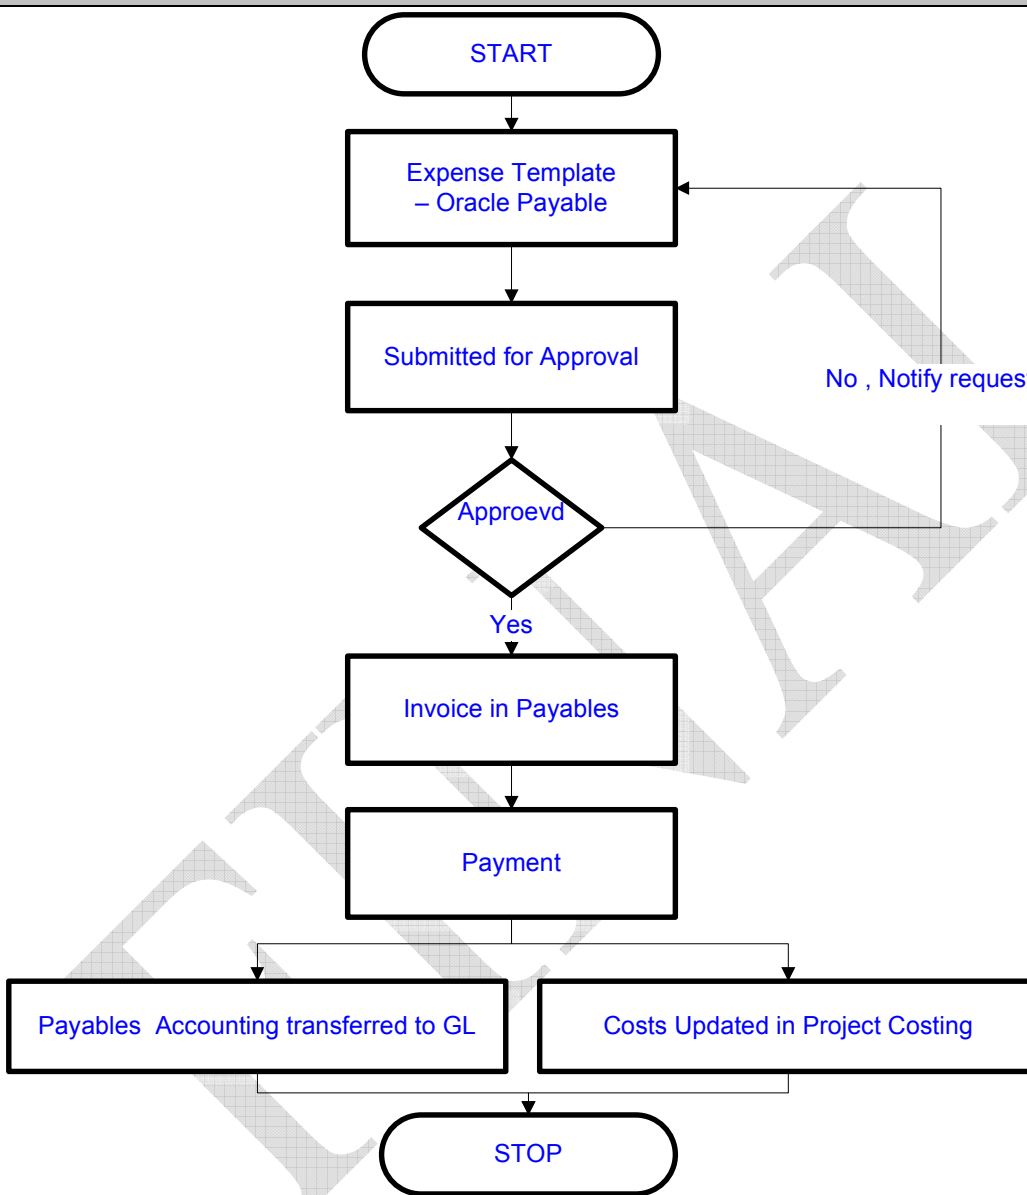 START
Expense Template
– Oracle Payable
Submitted for Approval
No , Notify request
Approevd
Yes
Invoice in Payables
Payment
Payables Accounting transferred to GL
Costs Updated in Project Costing
STOP